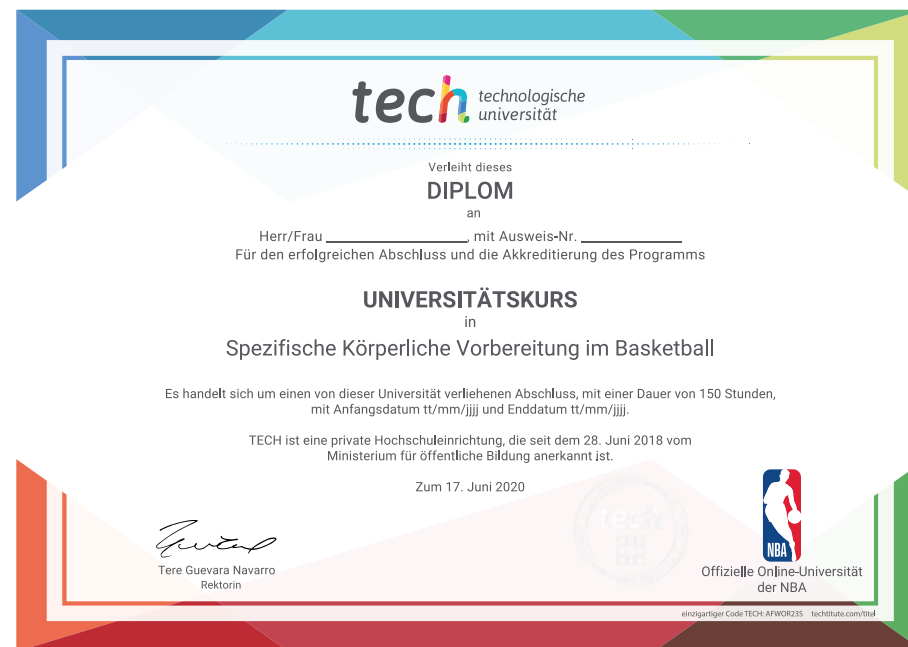 tech technologische
universität
Verleiht dieses
DIPLOM
an
Herr/Frau ____________, mit Ausweis-Nr. ____________
Für den erfolgreichen Abschluss und die Akkreditierung des Programms
UNIVERSITÄTSKURS
in
Spezifische Körperliche Vorbereitung im Basketball
Es handelt sich um einen von dieser Universität verliehenen Abschluss, mit einer Dauer von 150 Stunden,
mit Anfangsdatum tt/mm/jjjj und Enddatum tt/mm/jjjj.
TECH ist eine private Hochschuleinrichtung, die seit dem 28. Juni 2018 vom
Ministerium für öffentliche Bildung anerkannt ist.
Zum 17. Juni 2020
tech
Tere Guevara Navarro
Rektorin
NBA
Offizielle Online-Universität
der NBA
einzigartiger Code TECH: AFWOR23S techtitute.com/titel